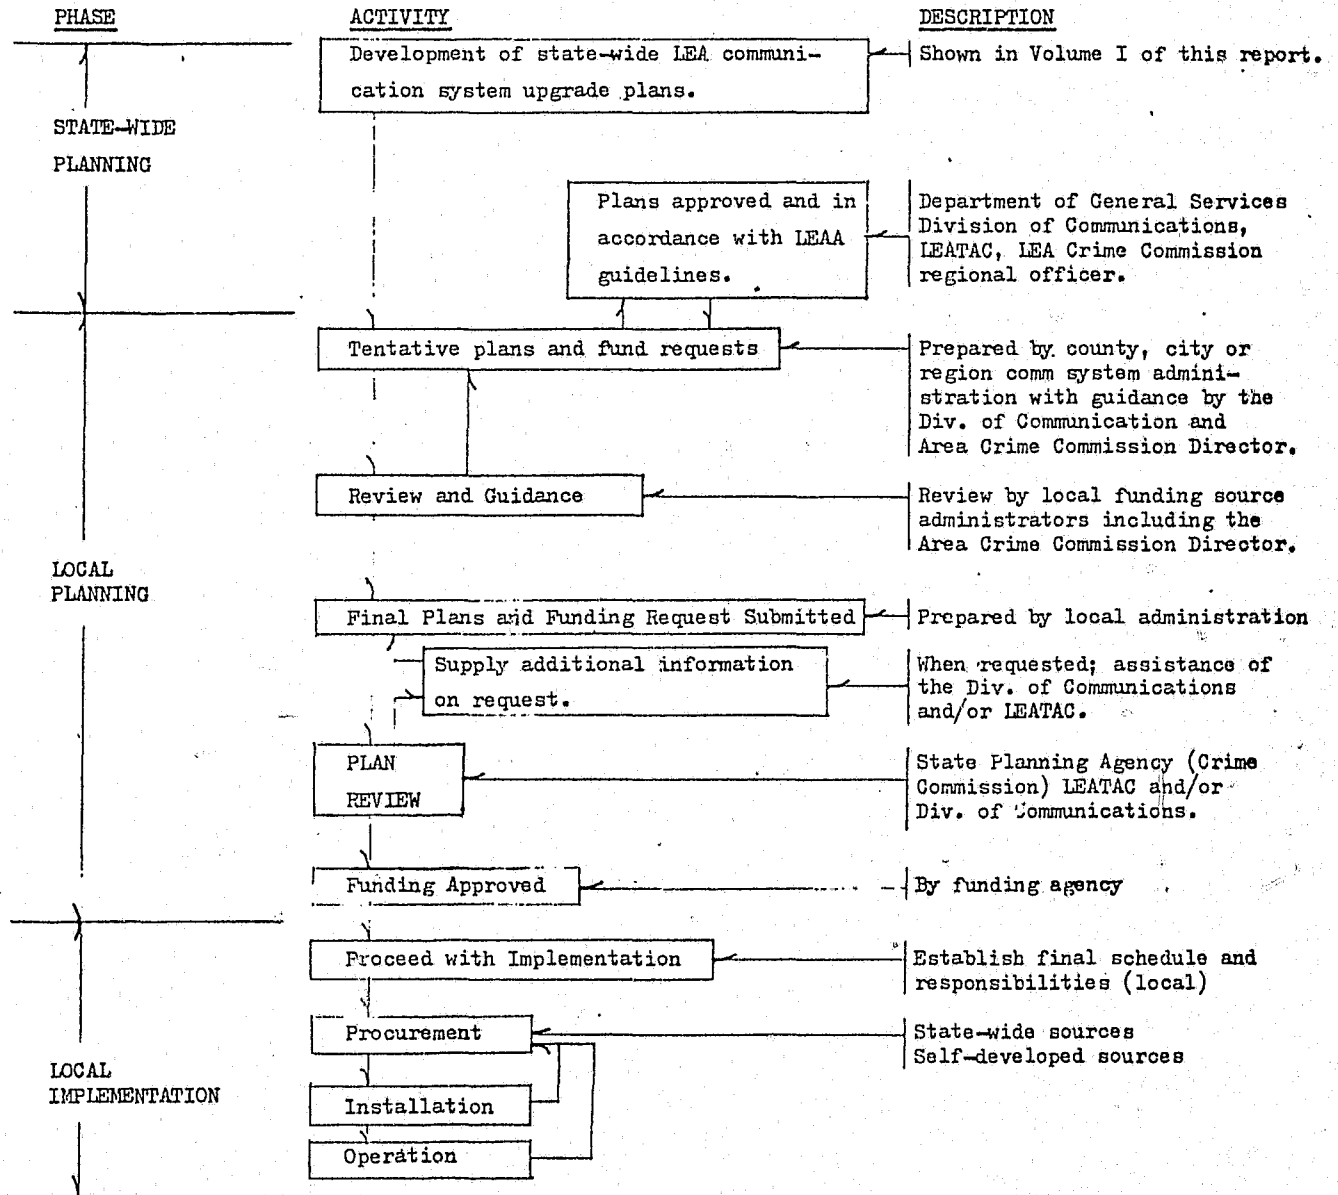 PHASE
ACTIVITY
DESCRIPTION
Development of state-wide LEA communi-
cation system upgrade plans.
Shown in Volume I of this report.
STATE-WIDE
PLANNING
Plans approved and in
accordance with LEAA
guidelines.
Department of General Services
Division of Communications,
LEATAC, LEA Crime Commission
regional officer.
Tentative plans and fund requests
Prepared by county, city or
region comm system admini-
stration with guidance by the
Div. of Communication and
Area Crime Commission Director.
Review and Guidance
Review by local funding source
administrators including the
Area Crime Commission Director.
LOCAL
PLANNING
Final Plans and Funding Request Submitted
Prepared by local administration
Supply additional information
on request.
When requested; assistance of
the Div. of Communications
and/or LEATAC.
PLAN
REVIEW
State Planning Agency (Crime
Commission) LEATAC and/or
Div. of Communications.
Funding Approved
By funding agency
Proceed with Implementation
Establish final schedule and
responsibilities (local)
Procurement
State-wide sources
Self-developed sources
LOCAL
IMPLEMENTATION
Installation
Operation